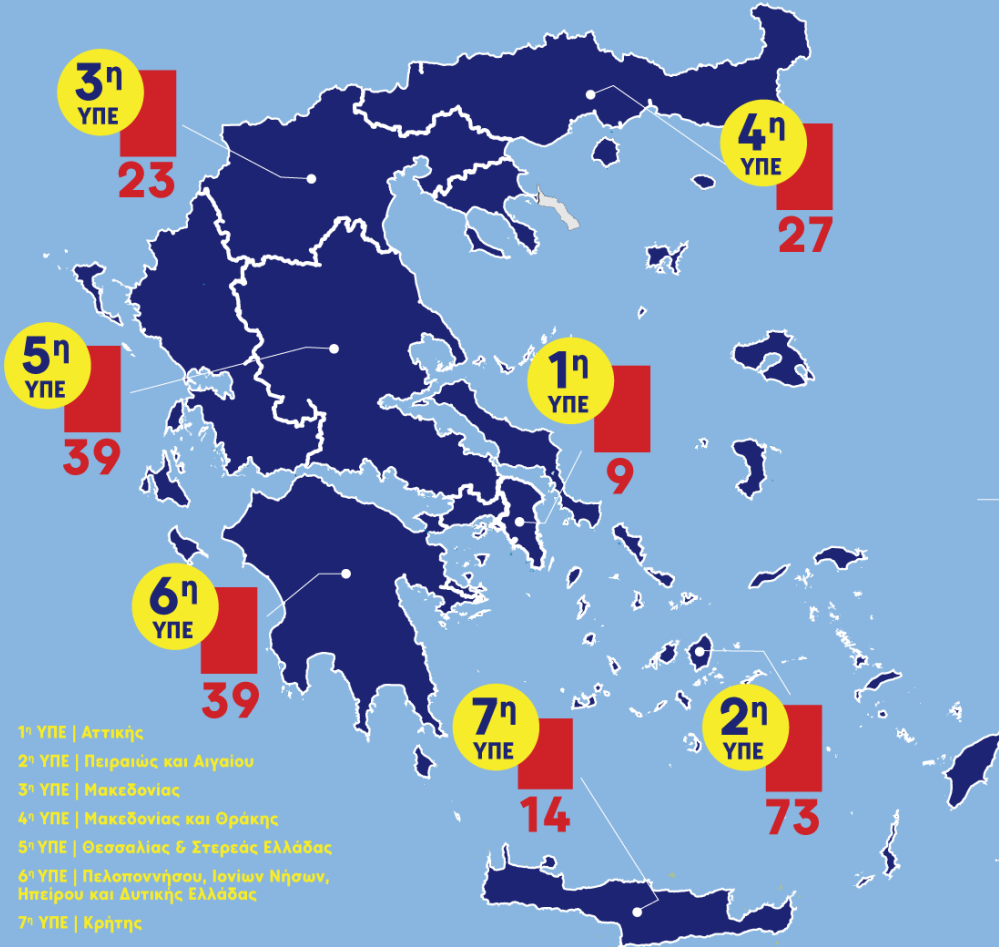 3η
ΥΠΕ
23
4η
ΥΠΕ
27
5η
ΥΠΕ
39
1η
ΥΠΕ
9
6η
ΥΠΕ
39
7η
ΥΠΕ
14
2η
ΥΠΕ
73
1η ΥΠΕ | Αττικής
2η ΥΠΕ | Πειραιώς και Αιγαίου
3η ΥΠΕ | Μακεδονίας
4η ΥΠΕ | Μακεδονίας και Θράκης
5η ΥΠΕ | Θεσσαλίας & Στερεάς Ελλάδας
6η ΥΠΕ | Πελοποννήσου, Ιονίων Νήσων,
Ηπείρου και Δυτικής Ελλάδας
7η ΥΠΕ | Κρήτης